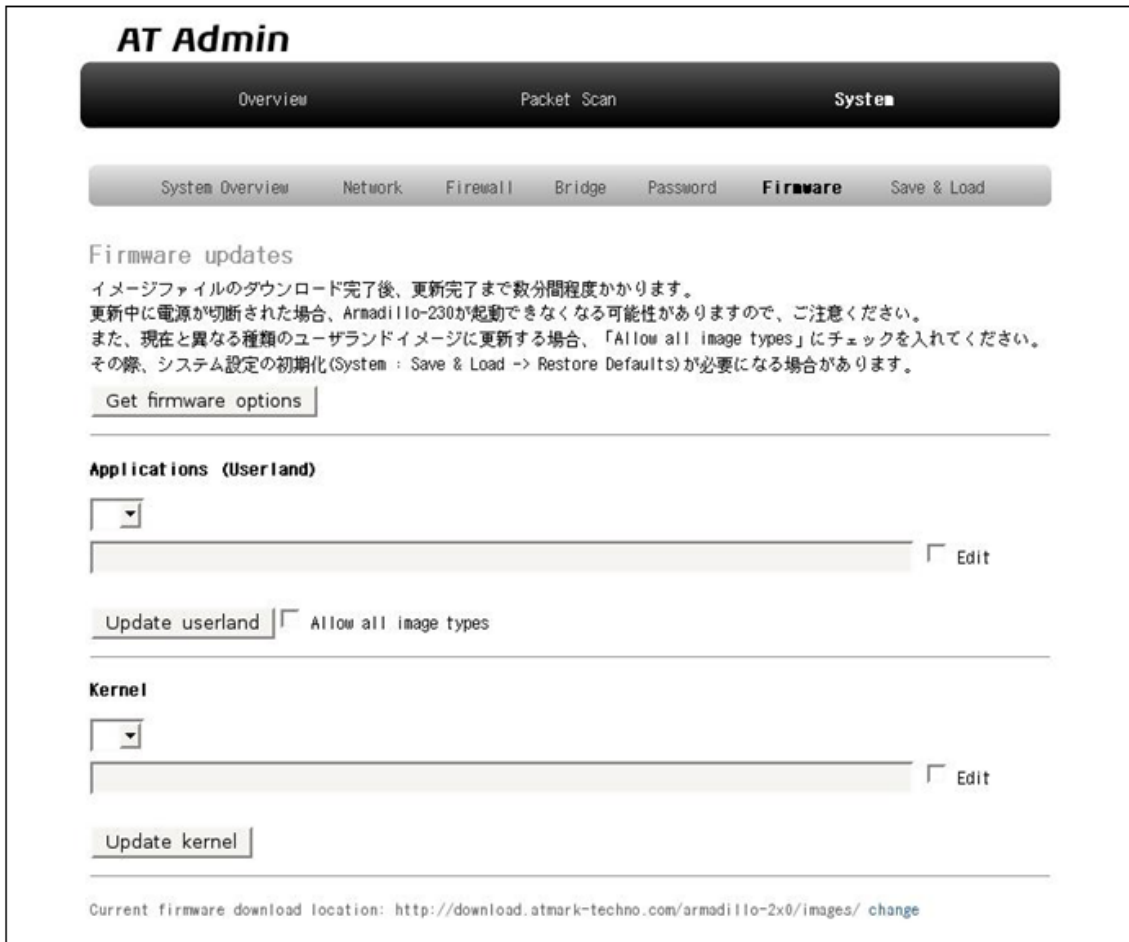 AT Admin
Overview Packet Scan System
System Overview Network Firewall Bridge Password Firmware Save & Load
Firmware updates
イメージファイルのダウンロード完了後、更新完了まで数分間程度かかります。
更新中に電源が切断された場合、Armadillo-230が起動できなくなる可能性がありますので、ご注意ください。
また、現在と異なる種類のユーザランドイメージに更新する場合、「Allow all image types」にチェックを入れてください。
その際、システム設定の初期化(System : Save & Load -> Restore Defaults)が必要になる場合があります。
Get firmware options
Applications (Userland)
Edit
Update userland Allow all image types
Kernel
Edit
Update kernel
Current firmware download location: http://download.atmark-techno.com/armadillo-2x0/images/ change